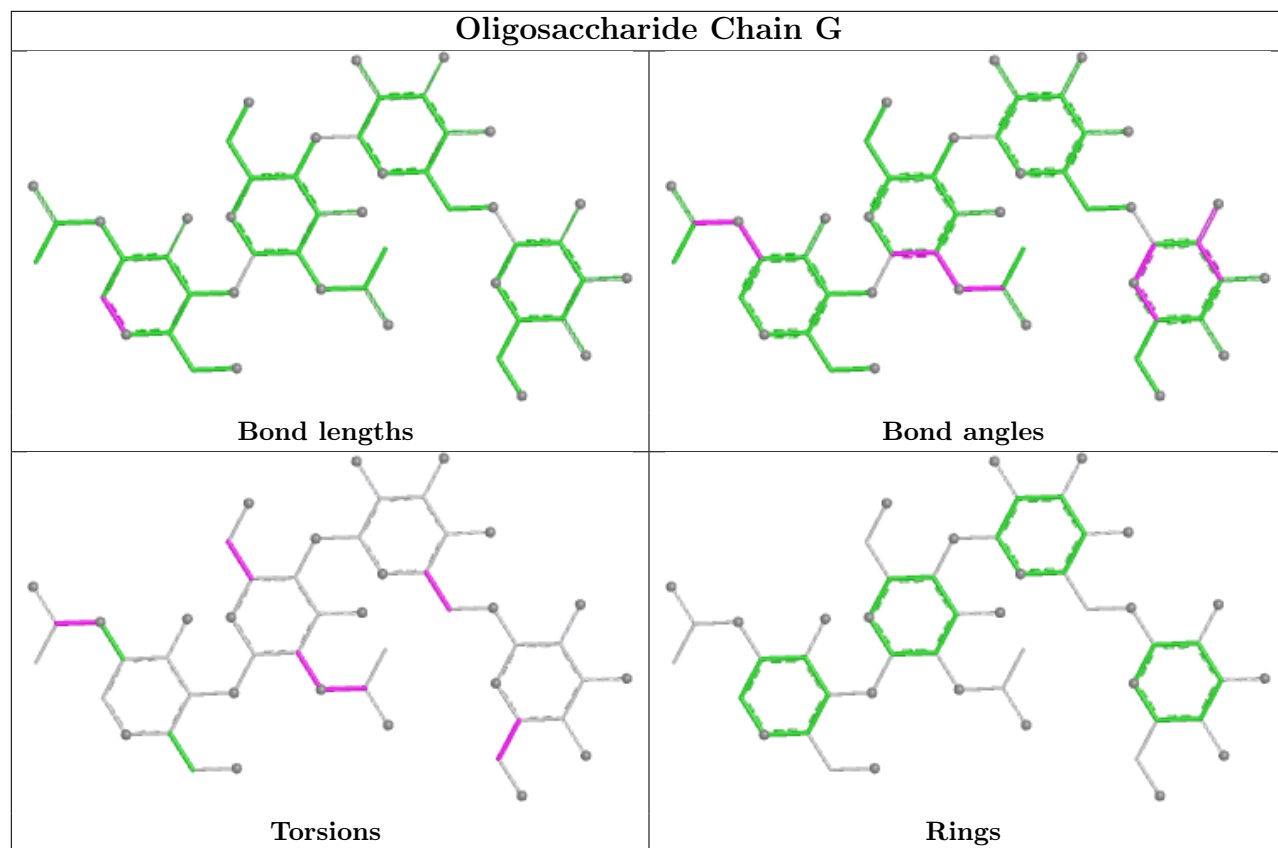 Oligosaccharide Chain G
Bond lengths
Bond angles
Torsions
Rings